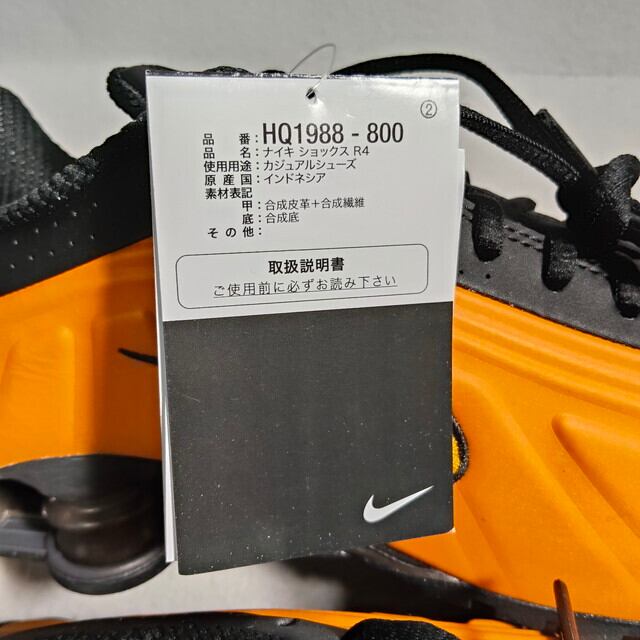 ②
品番：HQ1988 - 800
品名：ナイキ ショックス R4
使用用途：カジュアルシューズ
原産国：インドネシア
素材表記
甲：合成皮革＋合成繊維
底：合成底
その他：
取扱説明書
ご使用前に必ずお読み下さい